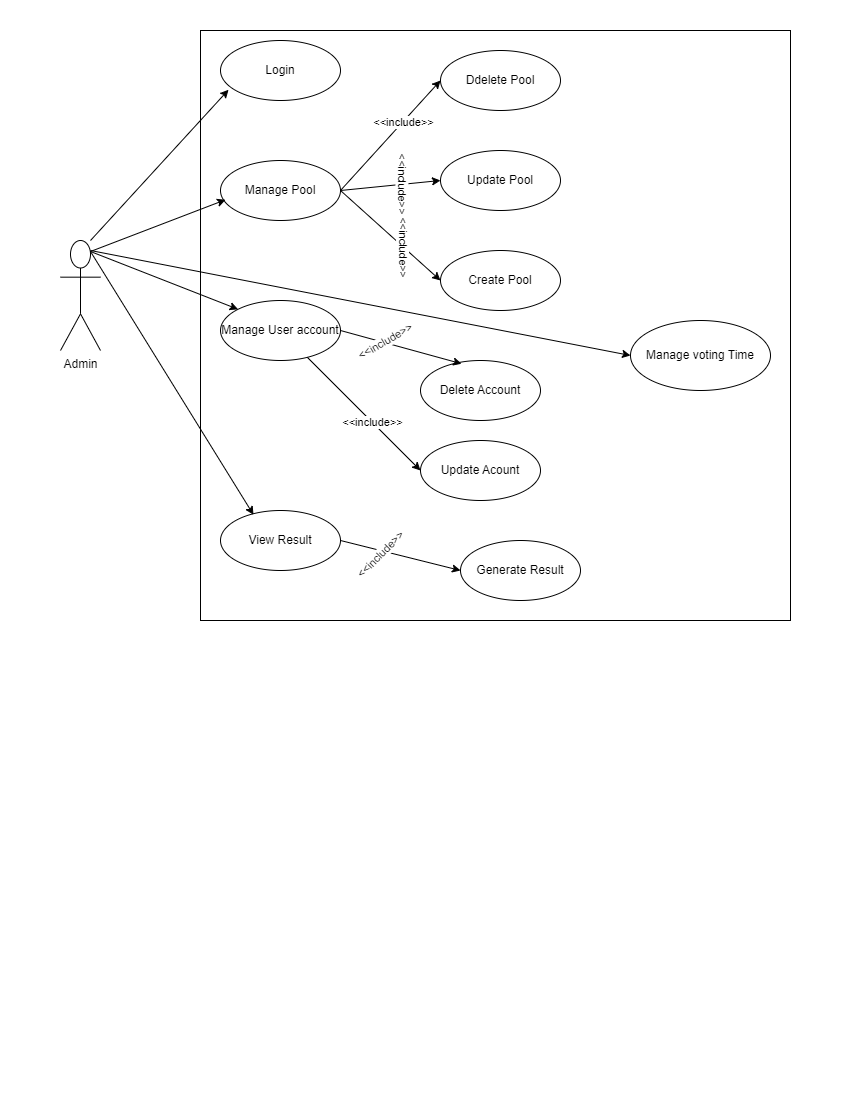 Login
Ddelete Pool
<<include>>
Manage Pool
<<include>>
Update Pool
<<include>>
Create Pool
Admin
Manage User account
<<include>>
Manage voting Time
Delete Account
<<include>>
Update Acount
View Result
<<include>>
Generate Result